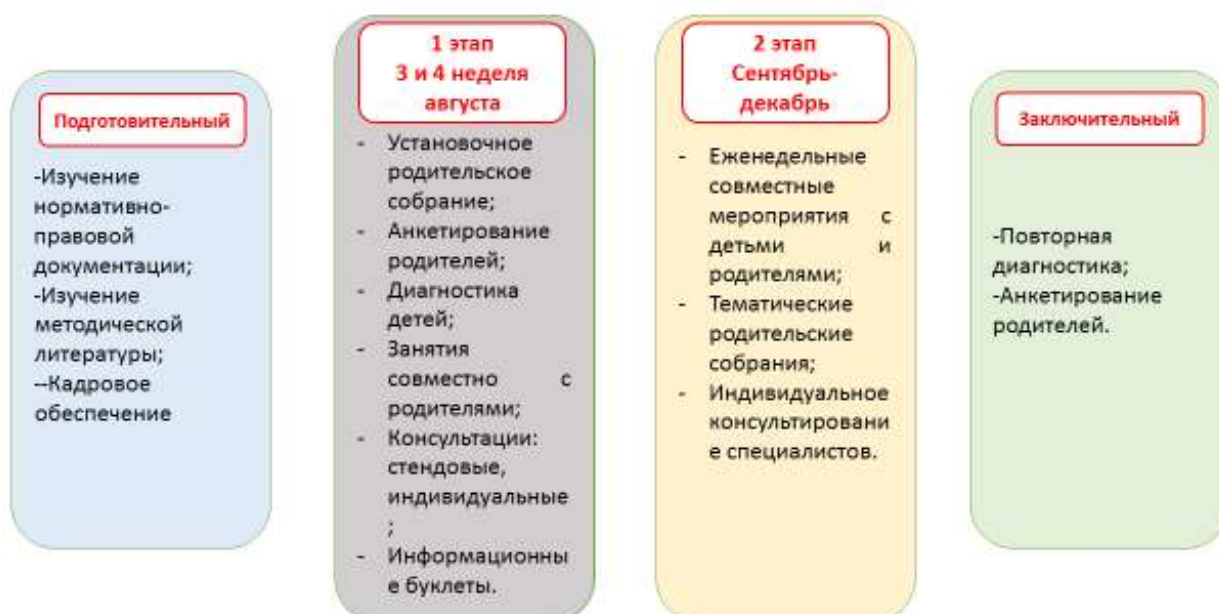 Подготовительный
-Изучение
нормативно-
правовой
документации;
-Изучение
методической
литературы;
--Кадровое
обеспечение
1 этап
3 и 4 неделя
августа
- Установочное
родительское
собрание;
- Анкетирование
родителей;
- Диагностика
детей;
- Занятия
совместно с
родителями;
- Консультации:
стендовые,
индивидуальные
;
- Информационны
е буклеты.
2 этап
Сентябрь-
декабрь
- Еженедельные
совместные
мероприятия с
детьми и
родителями;
- Тематические
родительские
собрания;
- Индивидуальное
консультировани
е специалистов.
Заключительный
-Повторная
диагностика;
-Анкетирование
родителей.